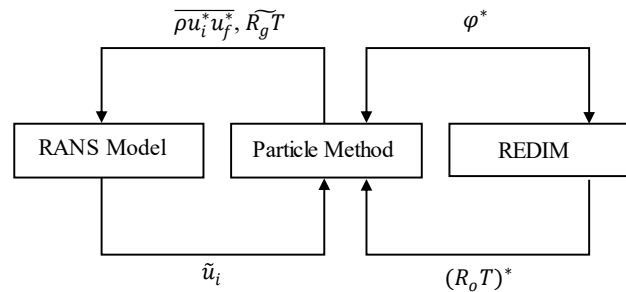 $\overline{\rho u_i^* u_f^*}, \widetilde{R_g T}$
$\varphi^*$
RANS Model
Particle Method
REDIM
$\tilde{u}_i$
$(R_o T)^*$